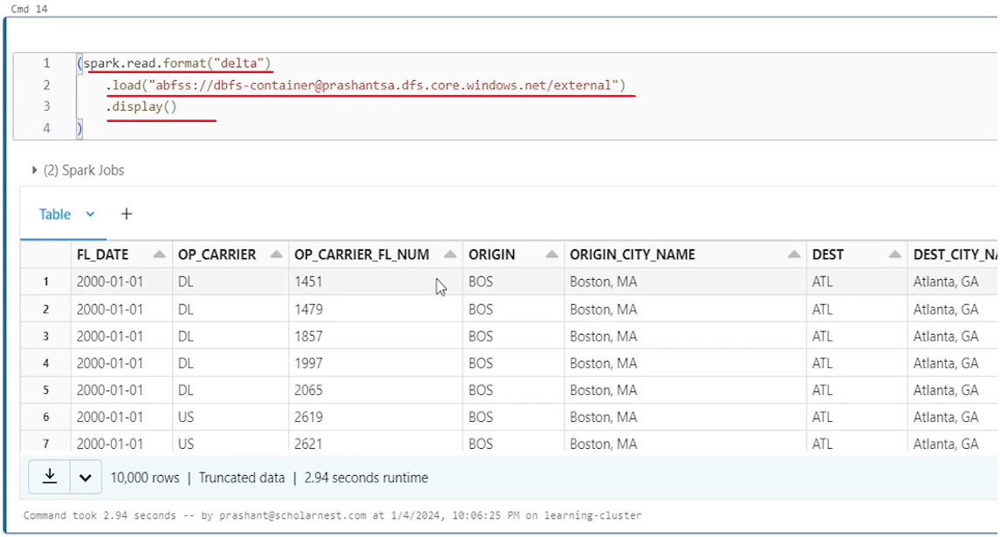 Cmd 14
1 (spark.read.format("delta")
2 .load("abfss://dbfs-container@prashantsa.dfs.core.windows.net/external")
3 .display()
4 )
(2) Spark Jobs
Table +
FL_DATE OP_CARRIER OP_CARRIER_FL_NUM ORIGIN ORIGIN_CITY_NAME DEST DEST_CITY_NA
1 2000-01-01 DL 1451 BOS Boston, MA ATL Atlanta, GA
2 2000-01-01 DL 1479 BOS Boston, MA ATL Atlanta, GA
3 2000-01-01 DL 1857 BOS Boston, MA ATL Atlanta, GA
4 2000-01-01 DL 1997 BOS Boston, MA ATL Atlanta, GA
5 2000-01-01 DL 2065 BOS Boston, MA ATL Atlanta, GA
6 2000-01-01 US 2619 BOS Boston, MA ATL Atlanta, GA
7 2000-01-01 US 2621 BOS Boston, MA ATL Atlanta, GA
10,000 rows | Truncated data | 2.94 seconds runtime
Command took 2.94 seconds -- by prashant@scholarnest.com at 1/4/2024, 10:06:25 PM on learning-cluster